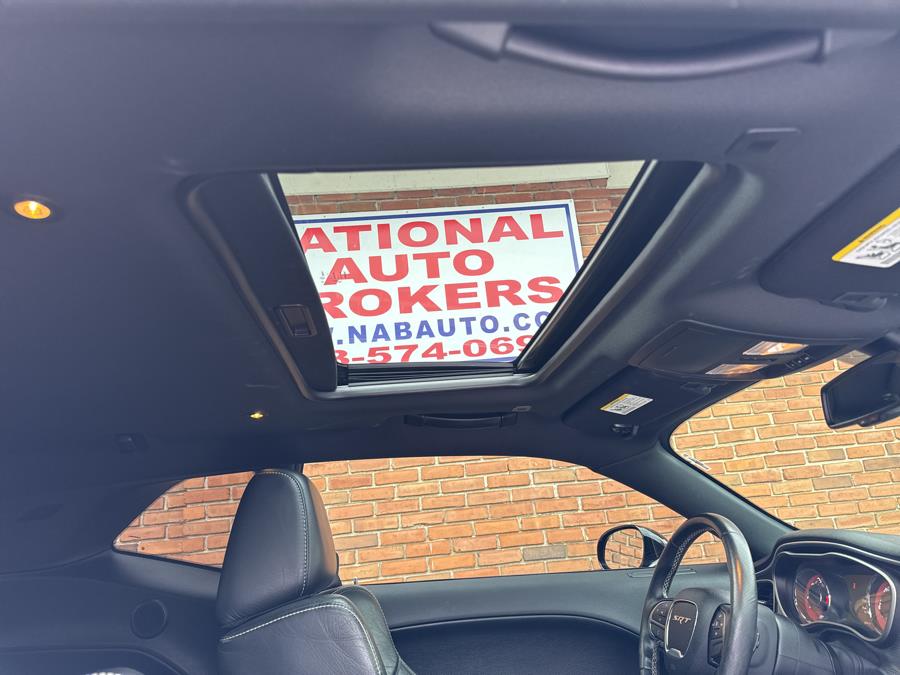 ATIONAL
AUTO
ROKERS
.NABAUTO.CO
3-574-069
SRT